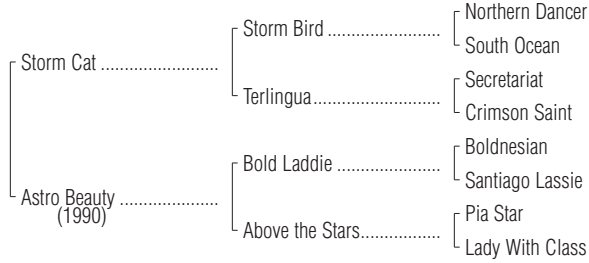 Northern Dancer
Storm Bird ........................
South Ocean
Storm Cat .........................
Secretariat
Terlingua...........................
Crimson Saint
Boldnesian
Bold Laddie ......................
Santiago Lassie
Astro Beauty .....................
(1990)
Pia Star
Above the Stars.................
Lady With Class